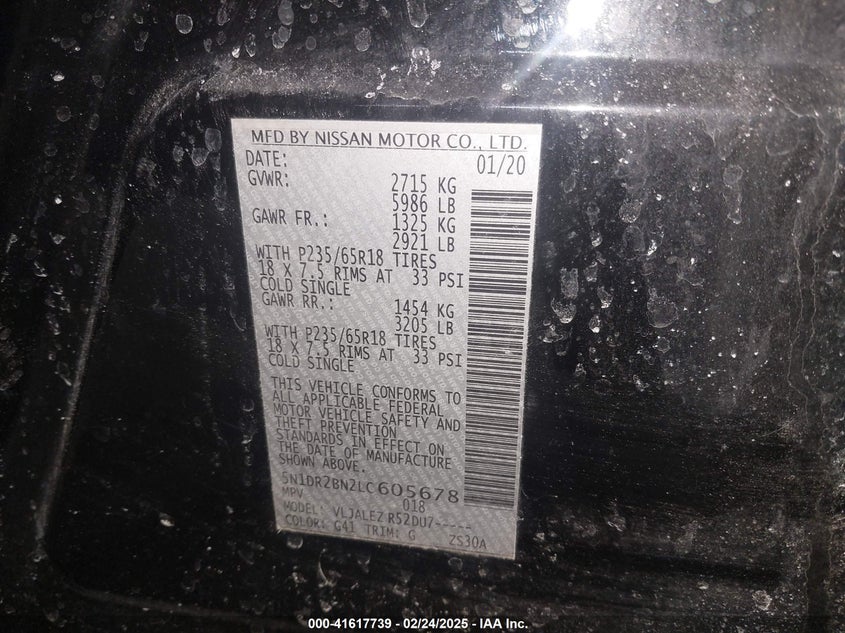 MFD BY NISSAN MOTOR CO., LTD.
DATE: 01/20
GVWR: 2715 KG
5986 LB
GAWR FR.: 1325 KG
2921 LB
WITH P235/65R18 TIRES
18 X 7.5 RIMS AT 33 PSI
COLD SINGLE
GAWR RR.: 1454 KG
3205 LB
WITH P235/65R18 TIRES
18 X 7.5 RIMS AT 33 PSI
COLD SINGLE
THIS VEHICLE CONFORMS TO
ALL APPLICABLE FEDERAL
MOTOR VEHICLE SAFETY AND
THEFT PREVENTION
STANDARDS IN EFFECT ON
THE DATE OF MANUFACTURE
SHOWN ABOVE.
5N1DR2BN2LC605678
MPV 018
MODEL: VLJALEZ R52DU7-----
COLOR: G41 TRIM: G ZS30A
000-41617739 - 02/24/2025 - IAA Inc.